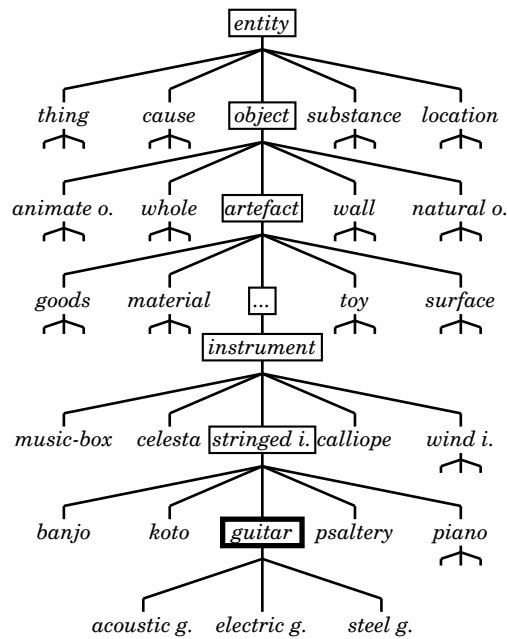 entity
thing cause object substance location
animate o. whole artefact wall natural o.
goods material ... toy surface
instrument
music-box celesta stringed i. calliope wind i.
banjo koto guitar psaltery piano
acoustic g. electric g. steel g.